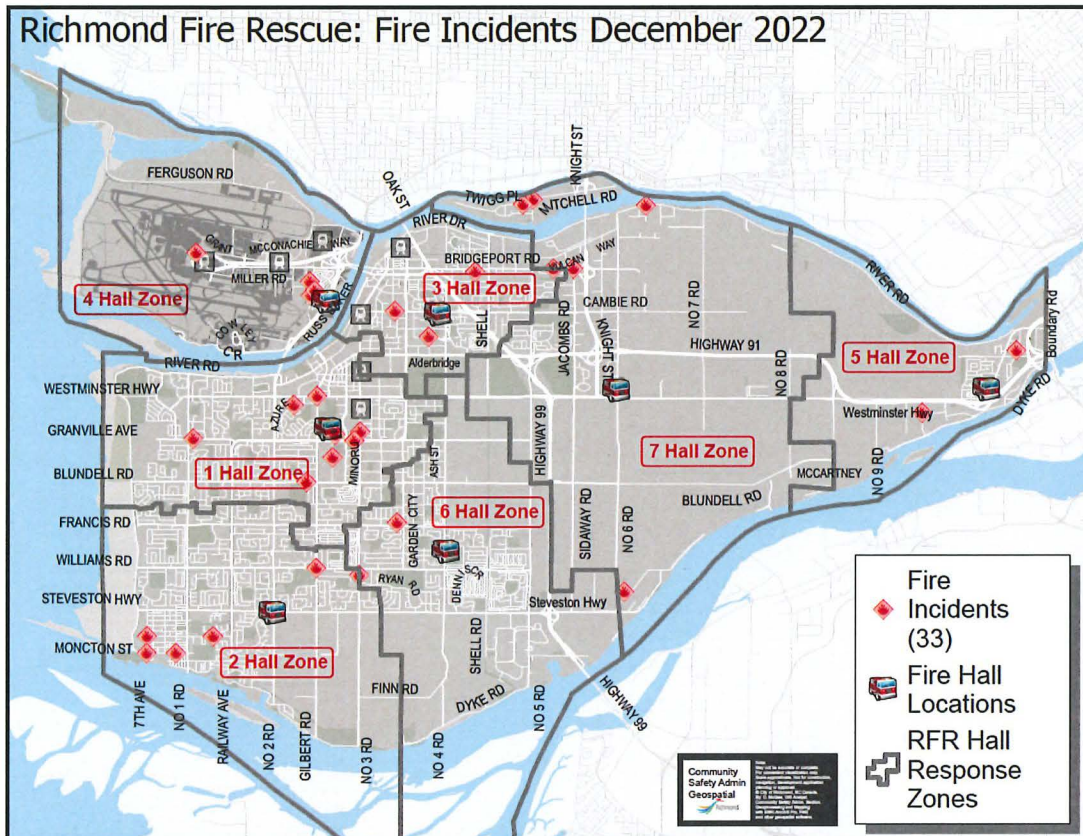 Richmond Fire Rescue: Fire Incidents December 2022
FERGUSON RD
OAK ST
KNIGHT ST
TWIGG PL
MITCHELL RD
RIVER DR
GRANT
MCCONACHIE
WAY
MILLER RD
BRIDGEPORT RD
VULCAN
WAY
4 Hall Zone
3 Hall Zone
CAMBIE RD
NO 7 RD
RIVER RD
Boundary Rd
SHELL
JACOBMBS RD
KNIGHT
ST
HIGHWAY 91
5 Hall Zone
RIVER RD
Alderbridge
NO 8 RD
DYKE RD
WESTMINSTER HWY
AZURE
Westminster Hwy
GRANVILLE AVE
MINORU
ASH ST
HIGHWAY 99
7 Hall Zone
NO 9 RD
BLUNDELL RD
1 Hall Zone
MCCARTNEY
BLUNDELL RD
FRANCIS RD
GARDEN CITY
6 Hall Zone
SIDAWAY RD
NO 6 RD
WILLIAMS RD
RYAN
RD
DENNIS CR
STEVESTON HWY
Steveston Hwy
MONCTON ST
2 Hall Zone
SHELL RD
FINN RD
DYKE RD
7TH AVE
NO 1 RD
RAILWAY AVE
NO 2 RD
GILBERT RD
NO 3 RD
NO 4 RD
NO 5 RD
HIGHWAY 99
Fire
Incidents
(33)
Fire Hall
Locations
RFR Hall
Response
Zones
Community
Safety Admin
Geospatial
Richmond